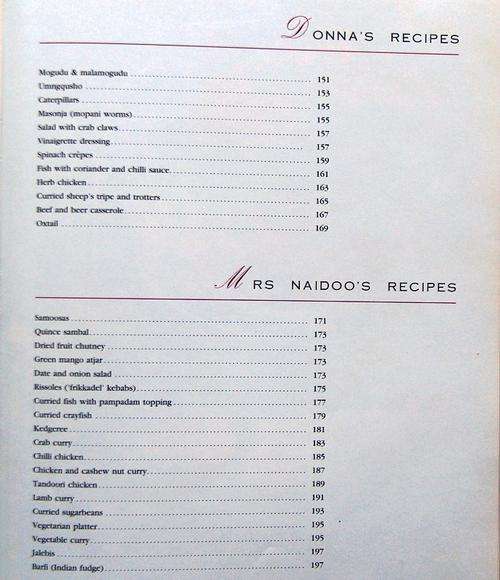 DONNA'S RECIPES
Mogudu & malamogudu 151
Umngqusho 153
Caterpillars 155
Masonja (mopani worms) 155
Salad with crab claws 157
Vinaigrette dressing 157
Spinach crêpes 159
Fish with coriander and chilli sauce 161
Herb chicken 163
Curried sheep's tripe and trotters 165
Beef and beer casserole 167
Oxtail 169
MRS NAIDOO'S RECIPES
Samoosas 171
Quince sambal 173
Dried fruit chutney 173
Green mango atjar 173
Date and onion salad 173
Rissoles ('frikkadel' kebabs) 175
Curried fish with pampadam topping 177
Curried crayfish 179
Kedgeree 181
Crab curry 183
Chilli chicken 185
Chicken and cashew nut curry 187
Tandoori chicken 189
Lamb curry 191
Curried sugarbeans 193
Vegetarian platter 195
Vegetable curry 195
Jalebis 197
Barfi (Indian fudge) 197